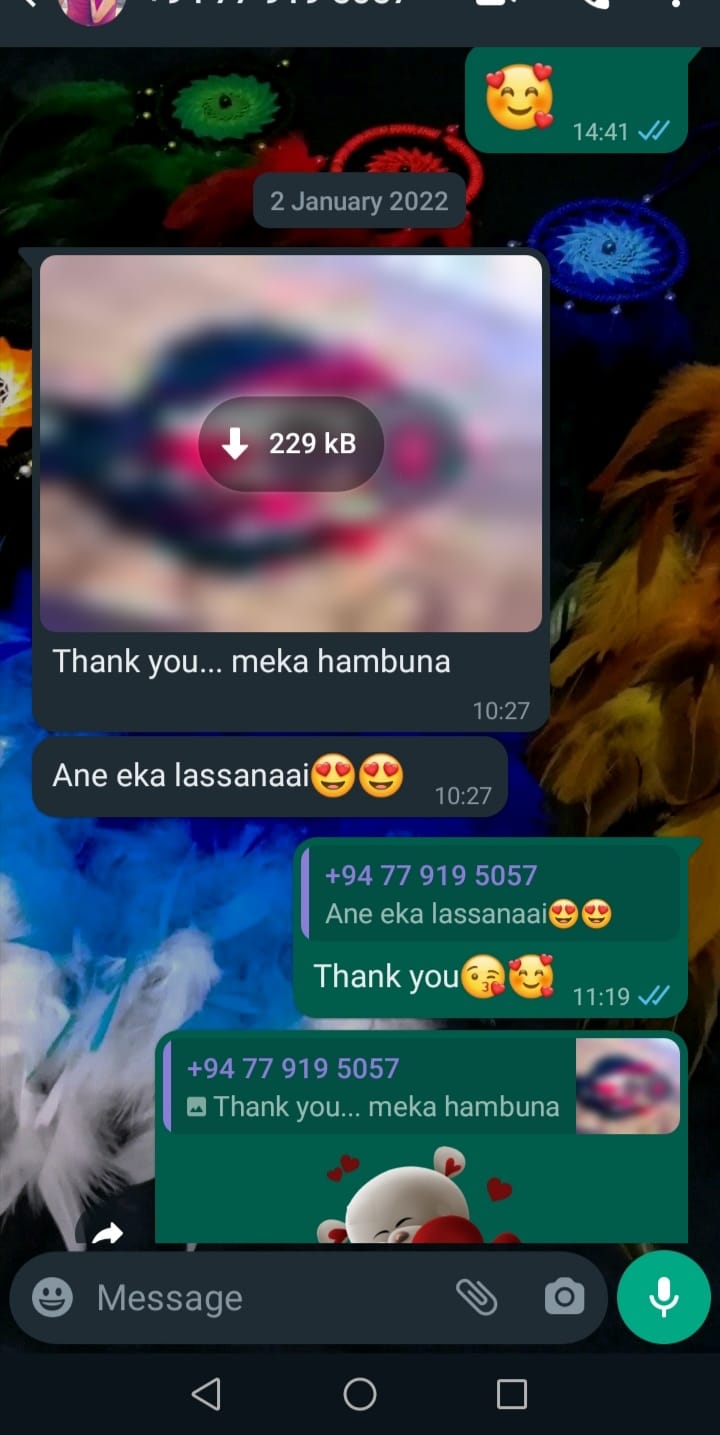 14:41
2 January 2022
229 kB
Thank you... meka hambuna
10:27
Ane eka lassanaai😍😍
10:27
+94 77 919 5057
Ane eka lassanaai😍😍
Thank you😘🥰
11:19
+94 77 919 5057
Thank you... meka hambuna
Message